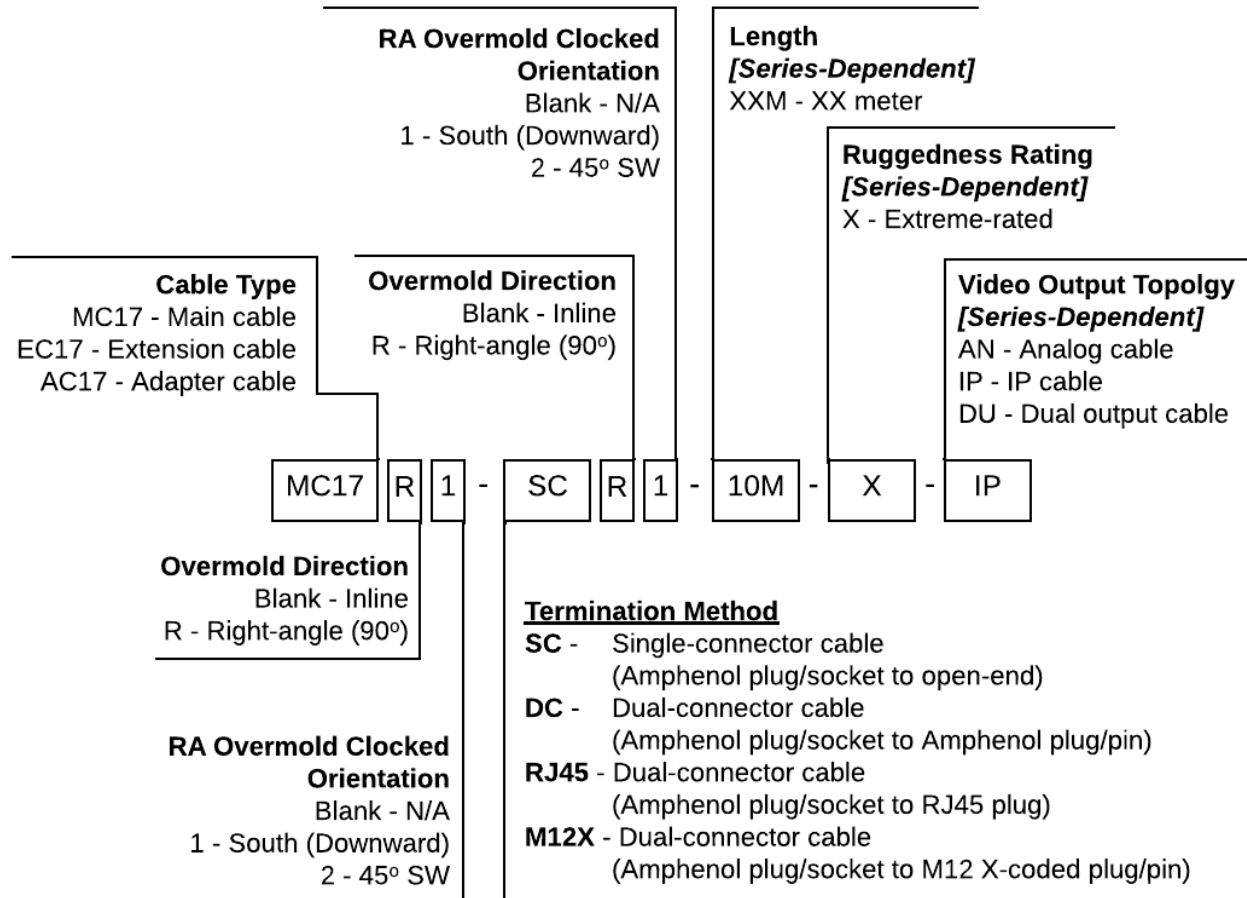 RA Overmold Clocked
Orientation
Blank - N/A
1 - South (Downward)
2 - 45º SW
Length
[Series-Dependent]
XXM - XX meter
Ruggedness Rating
[Series-Dependent]
X - Extreme-rated
Cable Type
MC17 - Main cable
EC17 - Extension cable
AC17 - Adapter cable
Overmold Direction
Blank - Inline
R - Right-angle (90º)
Video Output Topolgy
[Series-Dependent]
AN - Analog cable
IP - IP cable
DU - Dual output cable
MC17 R 1 - SC R 1 - 10M - X - IP
Overmold Direction
Blank - Inline
R - Right-angle (90º)
RA Overmold Clocked
Orientation
Blank - N/A
1 - South (Downward)
2 - 45º SW
Termination Method
SC - Single-connector cable
(Amphenol plug/socket to open-end)
DC - Dual-connector cable
(Amphenol plug/socket to Amphenol plug/pin)
RJ45 - Dual-connector cable
(Amphenol plug/socket to RJ45 plug)
M12X - Dual-connector cable
(Amphenol plug/socket to M12 X-coded plug/pin)